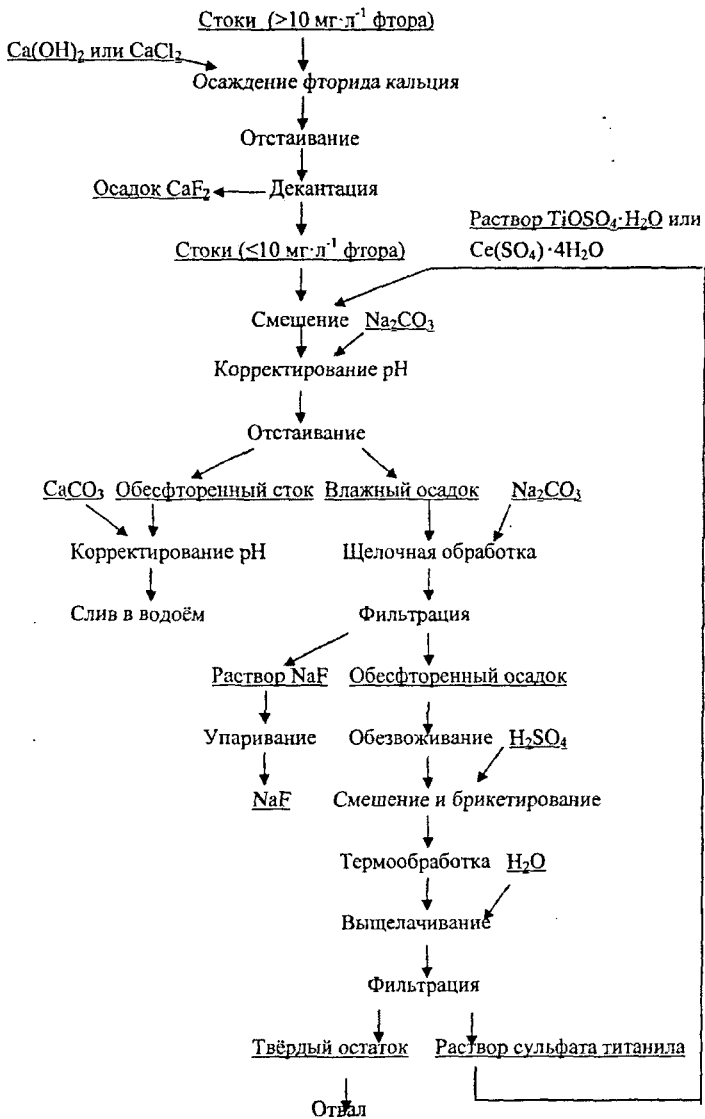 Стоки (>10 мг·л⁻¹ фтора)
Ca(OH)₂ или CaCl₂
Осаждение фторида кальция
Отстаивание
Осадок CaF₂ Декантация
Раствор TiOSO₄·H₂O или
Стоки (≤10 мг·л⁻¹ фтора) Ce(SO₄)·4H₂O
Смешение Na₂CO₃
Корректирование pH
Отстаивание
CaCO₃ Обесфторенный сток Влажный осадок Na₂CO₃
Корректирование pH Щелочная обработка
Слив в водоём Фильтрация
Раствор NaF Обесфторенный осадок
Упаривание Обезвоживание H₂SO₄
NaF Смешение и брикетирование
Термообработка H₂O
Выщелачивание
Фильтрация
Твёрдый остаток Раствор сульфата титанила
Отвал